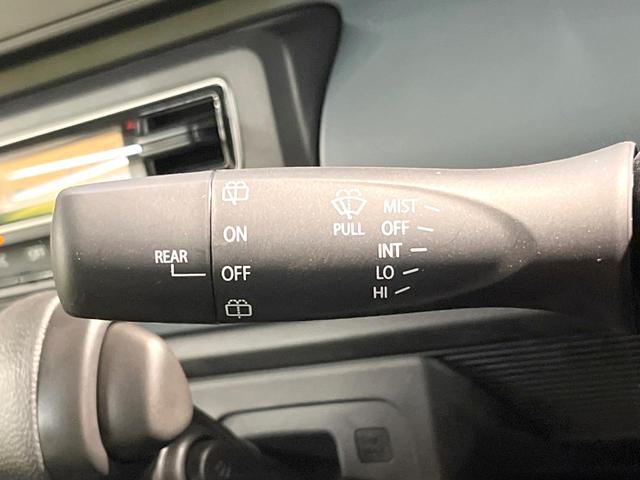 REAR
ON
OFF
PULL
MIST
OFF
INT
LO
HI